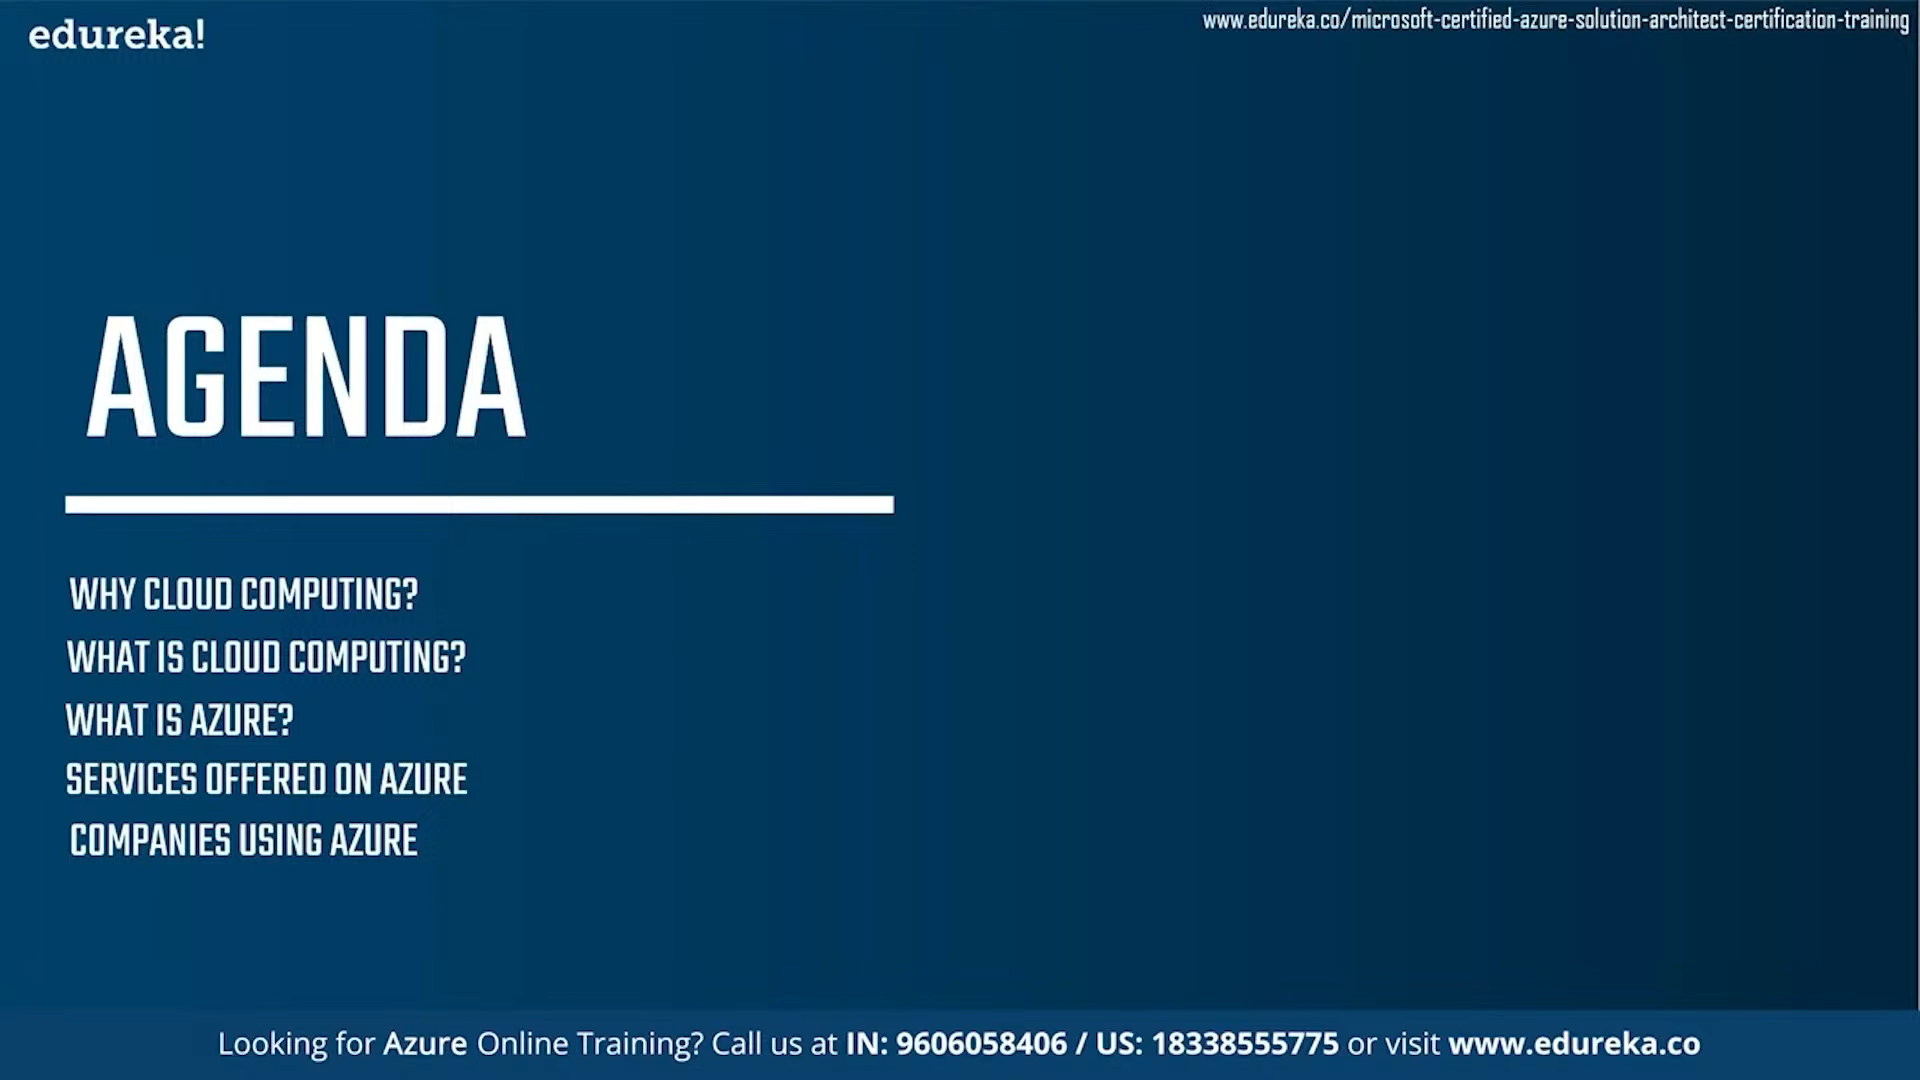 edureka!
www.edureka.co/microsoft-certified-azure-solution-architect-certification-training
AGENDA
WHY CLOUD COMPUTING?
WHAT IS CLOUD COMPUTING?
WHAT IS AZURE?
SERVICES OFFERED ON AZURE
COMPANIES USING AZURE
Looking for Azure Online Training? Call us at IN: 9606058406 / US: 18338555775 or visit www.edureka.co